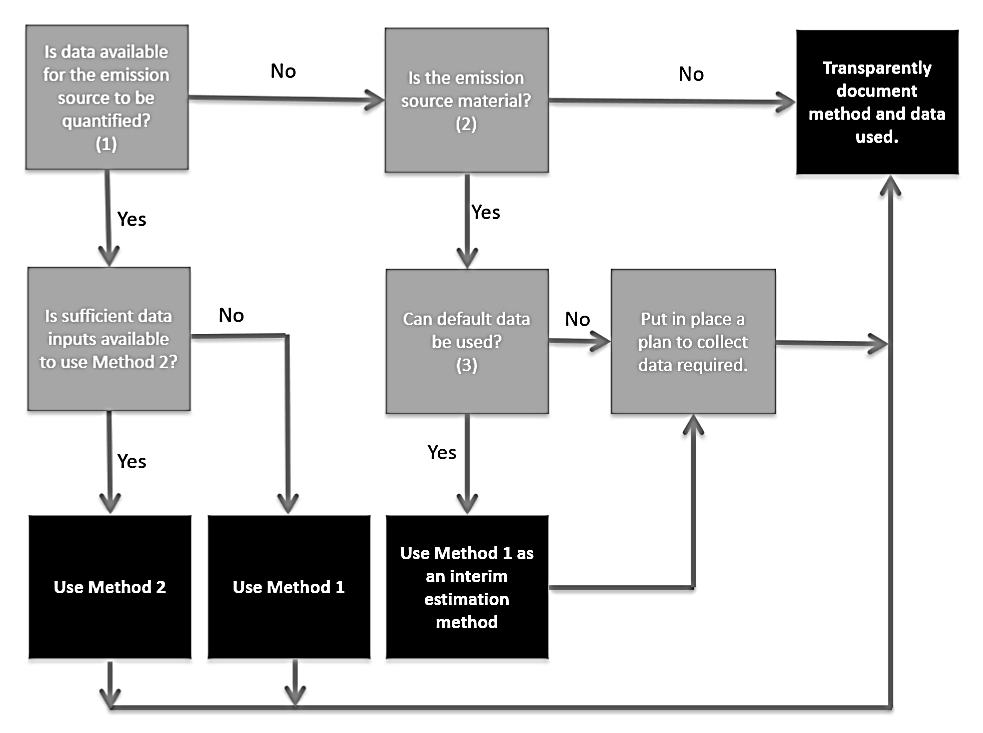 Is data available
for the emission
source to be
quantified?
(1)
No
Is the emission
source material?
(2)
No
Transparently
document
method and data
used.
Yes
Yes
Is sufficient data
inputs available
to use Method 2?
No
Can default data
be used?
(3)
No
Put in place a
plan to collect
data required.
Yes
Yes
Use Method 2
Use Method 1
Use Method 1 as
an interim
estimation
method